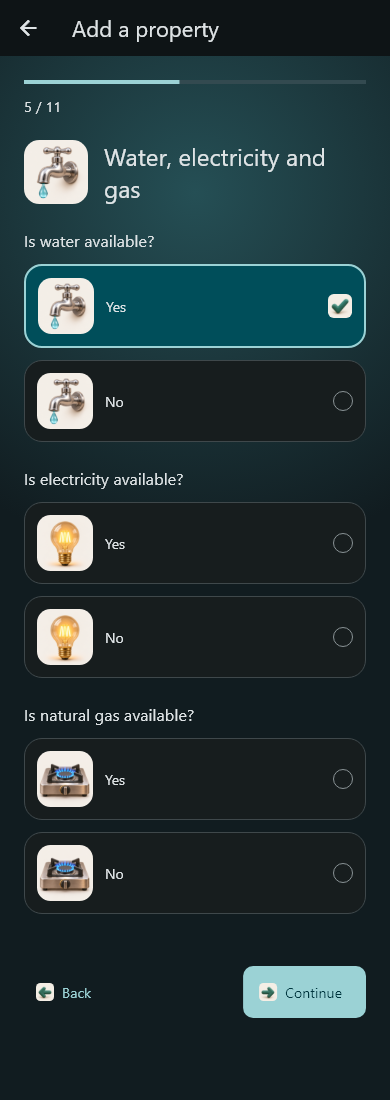 Add a property
5 / 11
Water, electricity and
gas
Is water available?
Yes
No
Is electricity available?
Yes
No
Is natural gas available?
Yes
No
Back
Continue